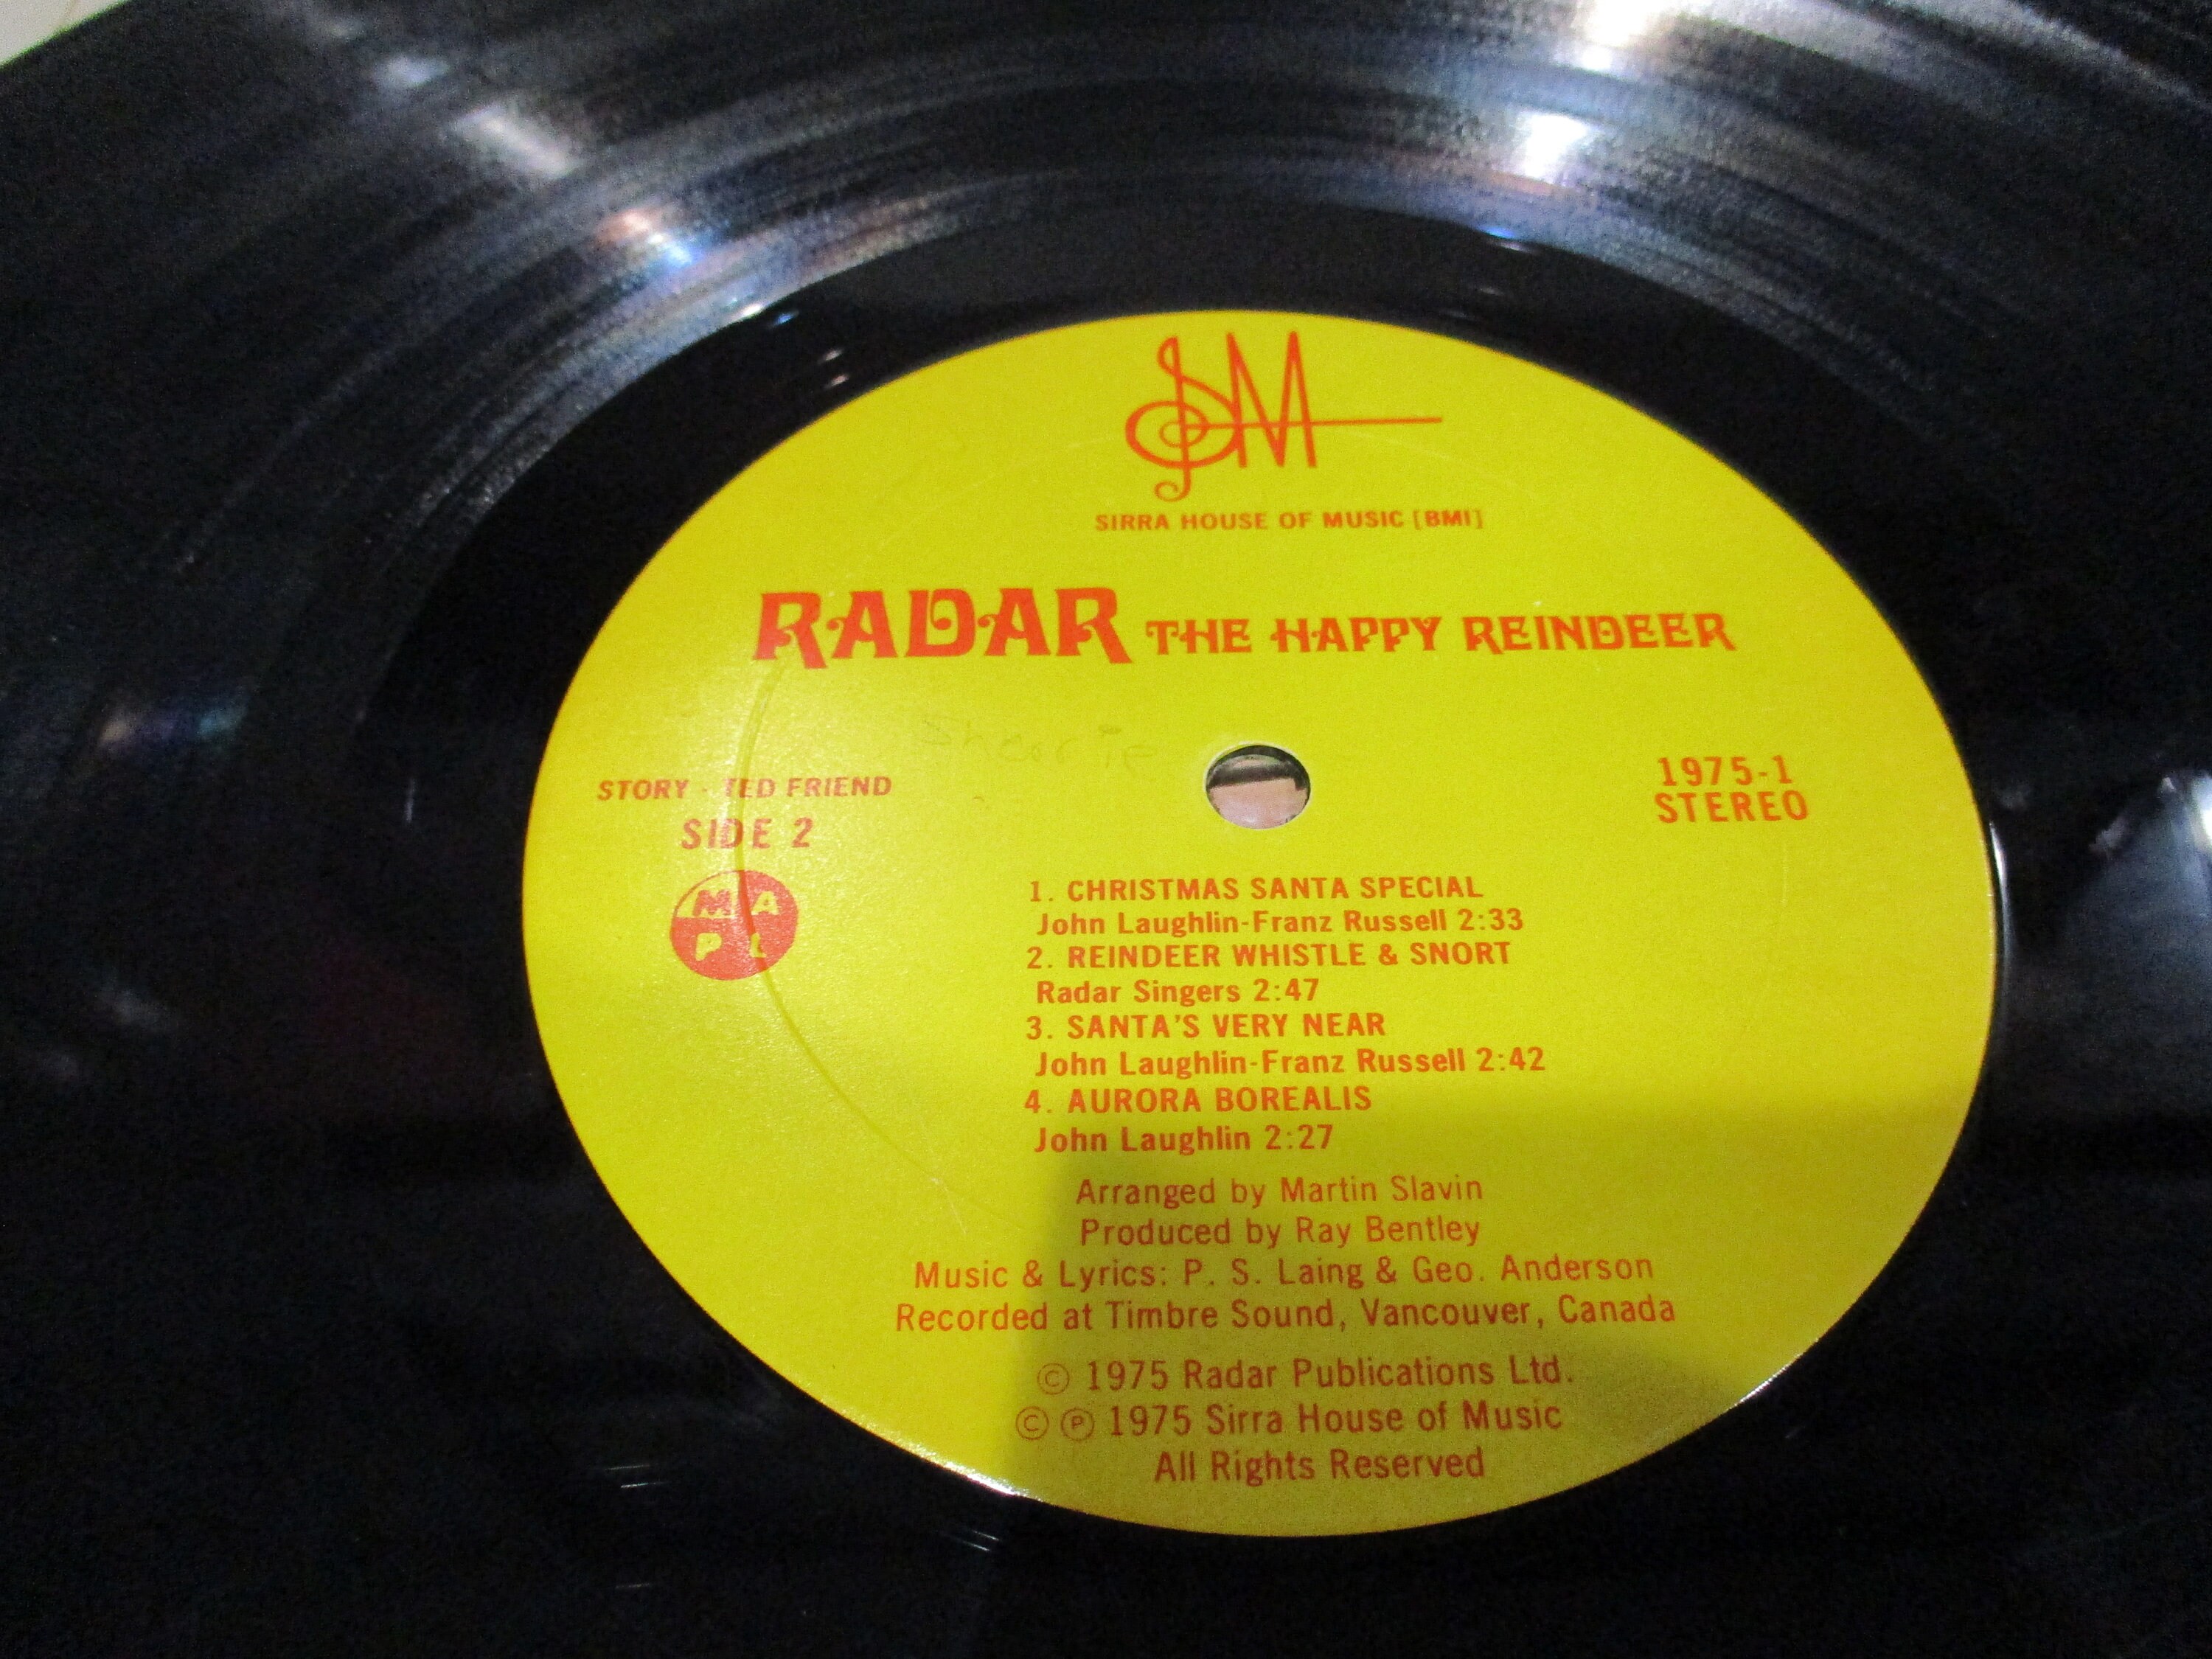 SM
SIRRA HOUSE OF MUSIC [BMI]
RADAR THE HAPPY REINDEER
Shearie
STORY - TED FRIEND
SIDE 2
M A
P L
1975-1
STEREO
1. CHRISTMAS SANTA SPECIAL
John Laughlin-Franz Russell 2:33
2. REINDEER WHISTLE & SNORT
Radar Singers 2:47
3. SANTA'S VERY NEAR
John Laughlin-Franz Russell 2:42
4. AURORA BOREALIS
John Laughlin 2:27
Arranged by Martin Slavin
Produced by Ray Bentley
Music & Lyrics: P. S. Laing & Geo. Anderson
Recorded at Timbre Sound, Vancouver, Canada
© 1975 Radar Publications Ltd.
© ℗ 1975 Sirra House of Music
All Rights Reserved